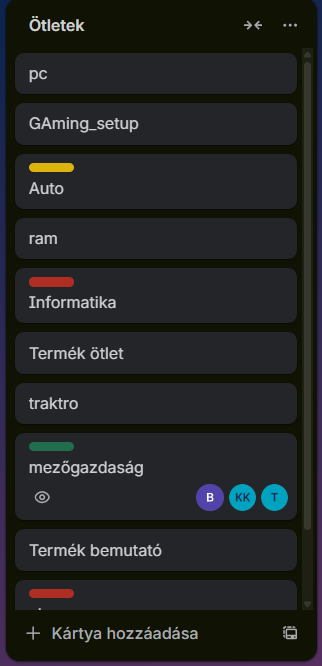 Ötletek
pc
GAming_setup
Auto
ram
Informatika
Termék ötlet
traktro
mezőgazdaság
B KK T
Termék bemutató
Kártya hozzáadása